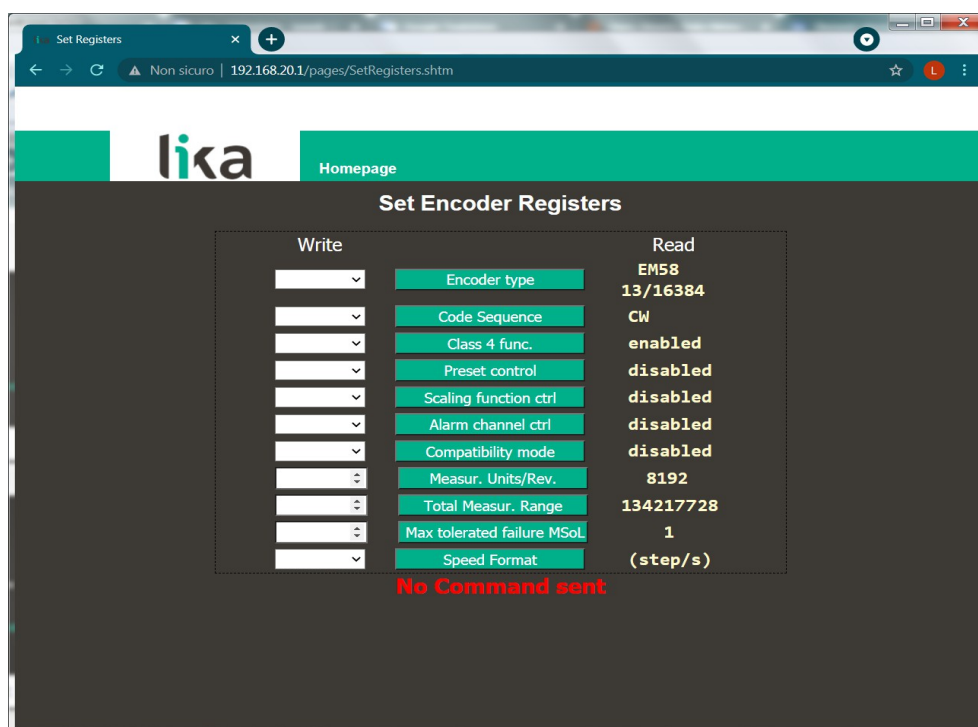 Set Registers
Non sicuro | 192.168.20.1/pages/SetRegisters.shtm
L
lika
Homepage
Set Encoder Registers
Write Read
Encoder type EM58
13/16384
Code Sequence CW
Class 4 func. enabled
Preset control disabled
Scaling function ctrl disabled
Alarm channel ctrl disabled
Compatibility mode disabled
Measur. Units/Rev. 8192
Total Measur. Range 134217728
Max tolerated failure MSoL 1
Speed Format (step/s)
No Command sent